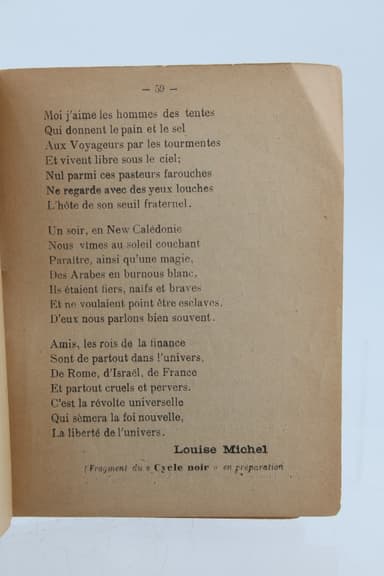 — 59 —
Moi j'aime les hommes des tentes
Qui donnent le pain et le sel
Aux Voyageurs par les tourmentes
Et vivent libre sous le ciel;
Nul parmi ces pasteurs farouches
Ne regarde avec des yeux louches
L'hôte de son seuil fraternel.
Un soir, en New Calédonie
Nous vîmes au soleil couchant
Paraître, ainsi qu'une magie,
Des Arabes en burnous blanc,
Ils étaient fiers, naïfs et braves
Et ne voulaient point être esclaves.
D'eux nous parlons bien souvent.
Amis, les rois de la finance
Sont de partout dans l'univers,
De Rome, d'Israël, de France
Et partout cruels et pervers.
C'est la révolte universelle
Qui sèmera la foi nouvelle,
La liberté de l'univers.
Louise Michel
(Fragment du « Cycle noir » en préparation